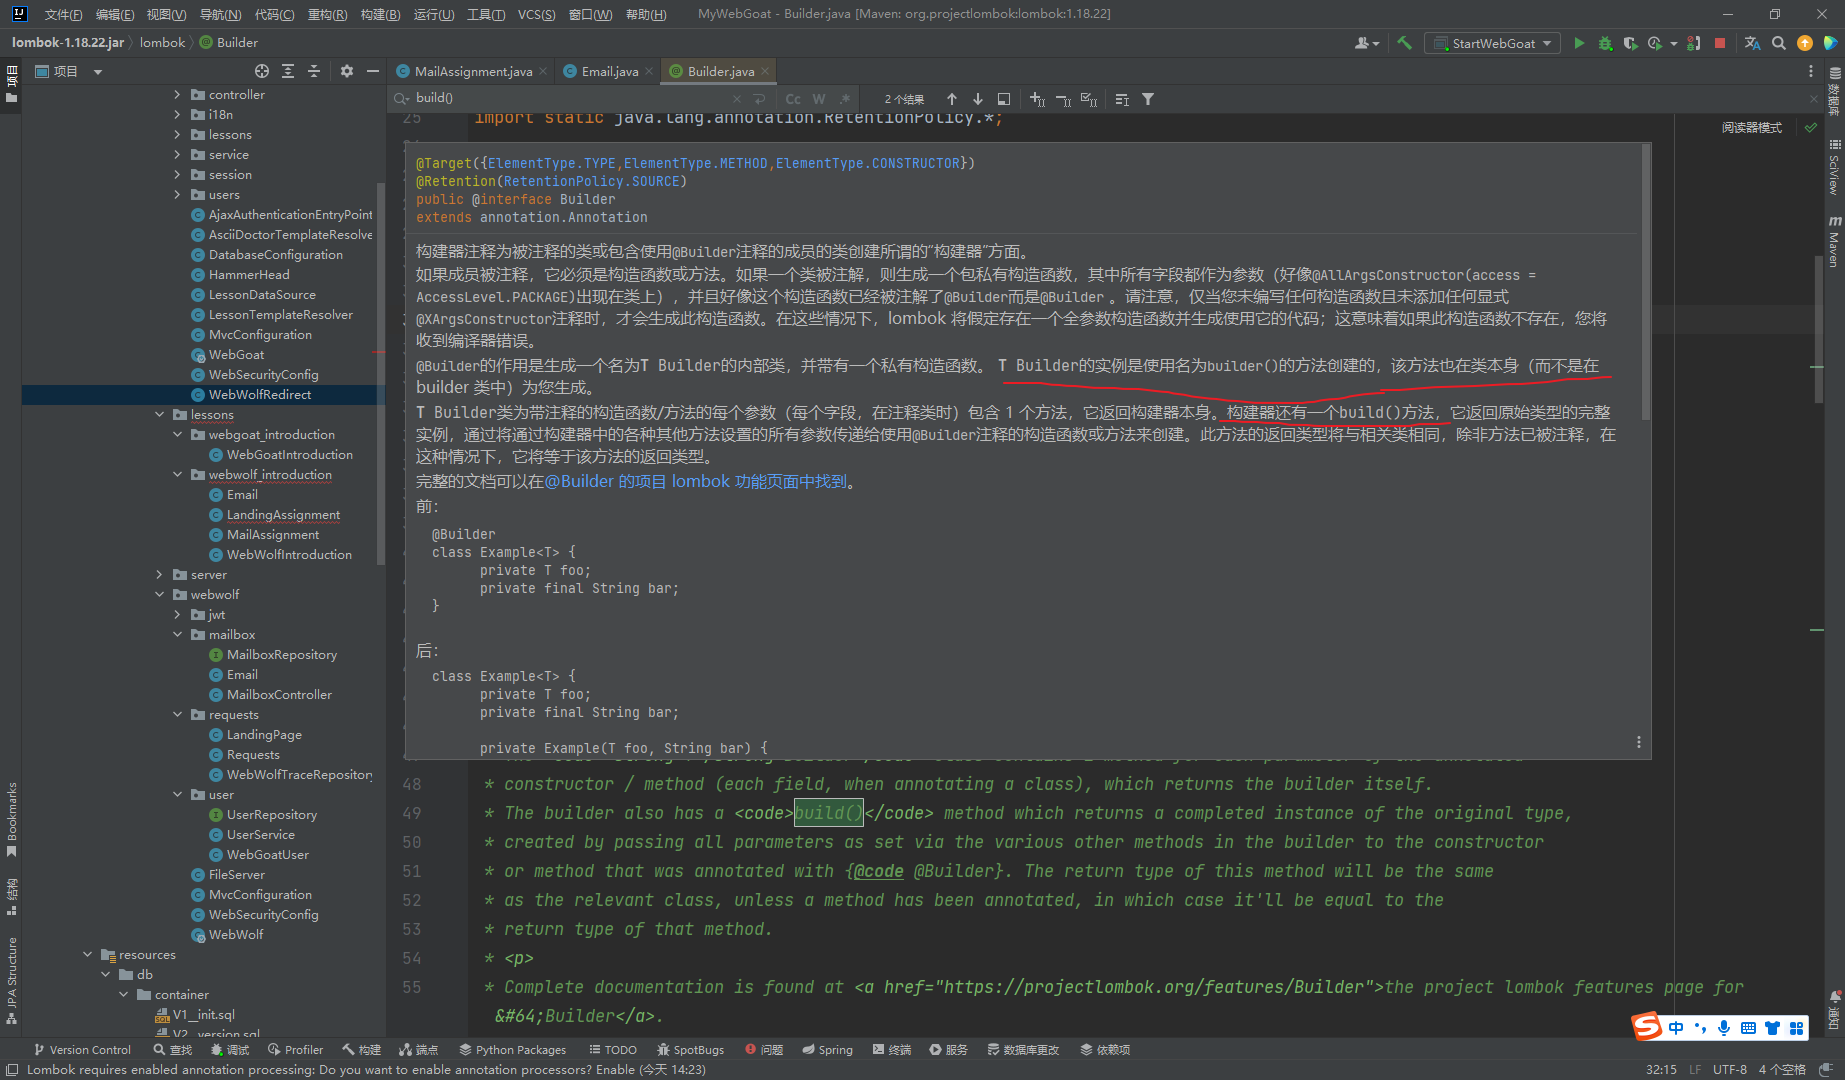 文件(F) 编辑(E) 视图(V) 导航(N) 代码(C) 重构(R) 构建(B) 运行(U) 工具(T) VCS(S) 窗口(W) 帮助(H) MyWebGoat - Builder.java [Maven: org.projectlombok:lombok:1.18.22]
lombok-1.18.22.jar lombok Builder
StartWebGoat
项目
MailAssignment.java Email.java Builder.java
build()
Cc W .*
2 个结果
controller
i18n
lessons
service
session
users
AjaxAuthenticationEntryPoint
AsciiDoctorTemplateResolve
DatabaseConfiguration
HammerHead
LessonDataSource
LessonTemplateResolver
MvcConfiguration
WebGoat
WebSecurityConfig
WebWolfRedirect
lessons
webgoat_introduction
WebGoatIntroduction
webwolf_introduction
Email
LandingAssignment
MailAssignment
WebWolfIntroduction
server
webwolf
jwt
mailbox
MailboxRepository
Email
MailboxController
requests
LandingPage
Requests
WebWolfTraceRepository
user
UserRepository
UserService
WebGoatUser
FileServer
MvcConfiguration
WebSecurityConfig
WebWolf
resources
db
container
V1__init.sql
V2__version.sql
项目
Bookmarks
结构
JPA Structure
25 import static java.lang.annotation.RetentionPolicy.*;
阅读器模式
@Target({ElementType.TYPE,ElementType.METHOD,ElementType.CONSTRUCTOR})
@Retention(RetentionPolicy.SOURCE)
public @interface Builder
extends annotation.Annotation
构建器注释为被注释的类或包含使用@Builder注释的成员的类创建所谓的“构建器”方面。
如果成员被注释，它必须是构造函数或方法。如果一个类被注解，则生成一个包私有构造函数，其中所有字段都作为参数（好像@AllArgsConstructor(access =
AccessLevel.PACKAGE)出现在类上），并且好像这个构造函数已经被注解了@Builder而是@Builder 。请注意，仅当您未编写任何构造函数且未添加任何显式
@XArgsConstructor注释时，才会生成此构造函数。在这些情况下，lombok 将假定存在一个全参数构造函数并生成使用它的代码；这意味着如果此构造函数不存在，您将
收到编译器错误。
@Builder的作用是生成一个名为T Builder的内部类，并带有一个私有构造函数。 T Builder的实例是使用名为builder()的方法创建的，该方法也在类本身（而不是在
builder 类中）为您生成。
T Builder类为带注释的构造函数/方法的每个参数（每个字段，在注释类时）包含 1 个方法，它返回构建器本身。构建器还有一个build()方法，它返回原始类型的完整
实例，通过将通过构建器中的各种其他方法设置的所有参数传递给使用@Builder注释的构造函数或方法来创建。此方法的返回类型将与相关类相同，除非方法已被注释，在
这种情况下，它将等于该方法的返回类型。
完整的文档可以在@Builder 的项目 lombok 功能页面中找到。
前：
@Builder
class Example<T> {
private T foo;
private final String bar;
}
后：
class Example<T> {
private T foo;
private final String bar;
private Example(T foo, String bar) {
48 * constructor / method (each field, when annotating a class), which returns the builder itself.
49 * The builder also has a <code>build()</code> method which returns a completed instance of the original type,
50 * created by passing all parameters as set via the various other methods in the builder to the constructor
51 * or method that was annotated with {@code @Builder}. The return type of this method will be the same
52 * as the relevant class, unless a method has been annotated, in which case it'll be equal to the
53 * return type of that method.
54 * <p>
55 * Complete documentation is found at <a href="https://projectlombok.org/features/Builder">the project lombok features page for
&#64;Builder</a>.
数据库
SciView
Maven
通知
中
Version Control 查找 调试 Profiler 构建 端点 Python Packages TODO SpotBugs 问题 Spring 终端 服务 数据库更改 依赖项
Lombok requires enabled annotation processing: Do you want to enable annotation processors? Enable (今天 14:23)
32:15 LF UTF-8 4 个空格